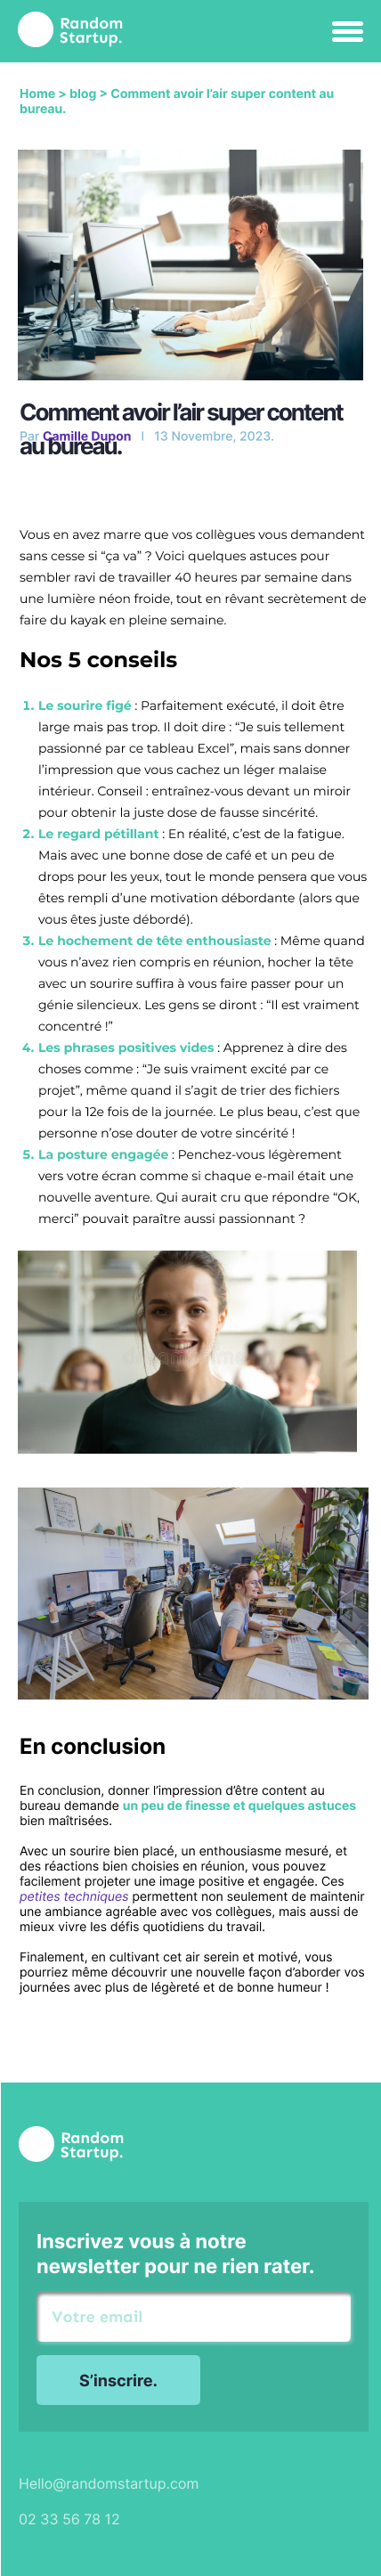 Random
Startup.
Home > blog > Comment avoir l’air super content au
bureau.
Comment avoir l’air super content
Par Camille Dupon | 13 Novembre, 2023.
au bureau.
Vous en avez marre que vos collègues vous demandent
sans cesse si “ça va” ? Voici quelques astuces pour
sembler ravi de travailler 40 heures par semaine dans
une lumière néon froide, tout en rêvant secrètement de
faire du kayak en pleine semaine.
Nos 5 conseils
1. Le sourire figé : Parfaitement exécuté, il doit être
large mais pas trop. Il doit dire : “Je suis tellement
passionné par ce tableau Excel”, mais sans donner
l’impression que vous cachez un léger malaise
intérieur. Conseil : entraînez-vous devant un miroir
pour obtenir la juste dose de fausse sincérité.
2. Le regard pétillant : En réalité, c’est de la fatigue.
Mais avec une bonne dose de café et un peu de
drops pour les yeux, tout le monde pensera que vous
êtes rempli d’une motivation débordante (alors que
vous êtes juste débordé).
3. Le hochement de tête enthousiaste : Même quand
vous n’avez rien compris en réunion, hocher la tête
avec un sourire suffira à vous faire passer pour un
génie silencieux. Les gens se diront : “Il est vraiment
concentré !”
4. Les phrases positives vides : Apprenez à dire des
choses comme : “Je suis vraiment excité par ce
projet”, même quand il s’agit de trier des fichiers
pour la 12e fois de la journée. Le plus beau, c’est que
personne n’ose douter de votre sincérité !
5. La posture engagée : Penchez-vous légèrement
vers votre écran comme si chaque e-mail était une
nouvelle aventure. Qui aurait cru que répondre “OK,
merci” pouvait paraître aussi passionnant ?
En conclusion
En conclusion, donner l’impression d’être content au
bureau demande un peu de finesse et quelques astuces
bien maîtrisées.
Avec un sourire bien placé, un enthousiasme mesuré, et
des réactions bien choisies en réunion, vous pouvez
facilement projeter une image positive et engagée. Ces
petites techniques permettent non seulement de maintenir
une ambiance agréable avec vos collègues, mais aussi de
mieux vivre les défis quotidiens du travail.
Finalement, en cultivant cet air serein et motivé, vous
pourriez même découvrir une nouvelle façon d’aborder vos
journées avec plus de légèreté et de bonne humeur !
Random
Startup.
Inscrivez vous à notre
newsletter pour ne rien rater.
Votre email
S’inscrire.
Hello@randomstartup.com
02 33 56 78 12